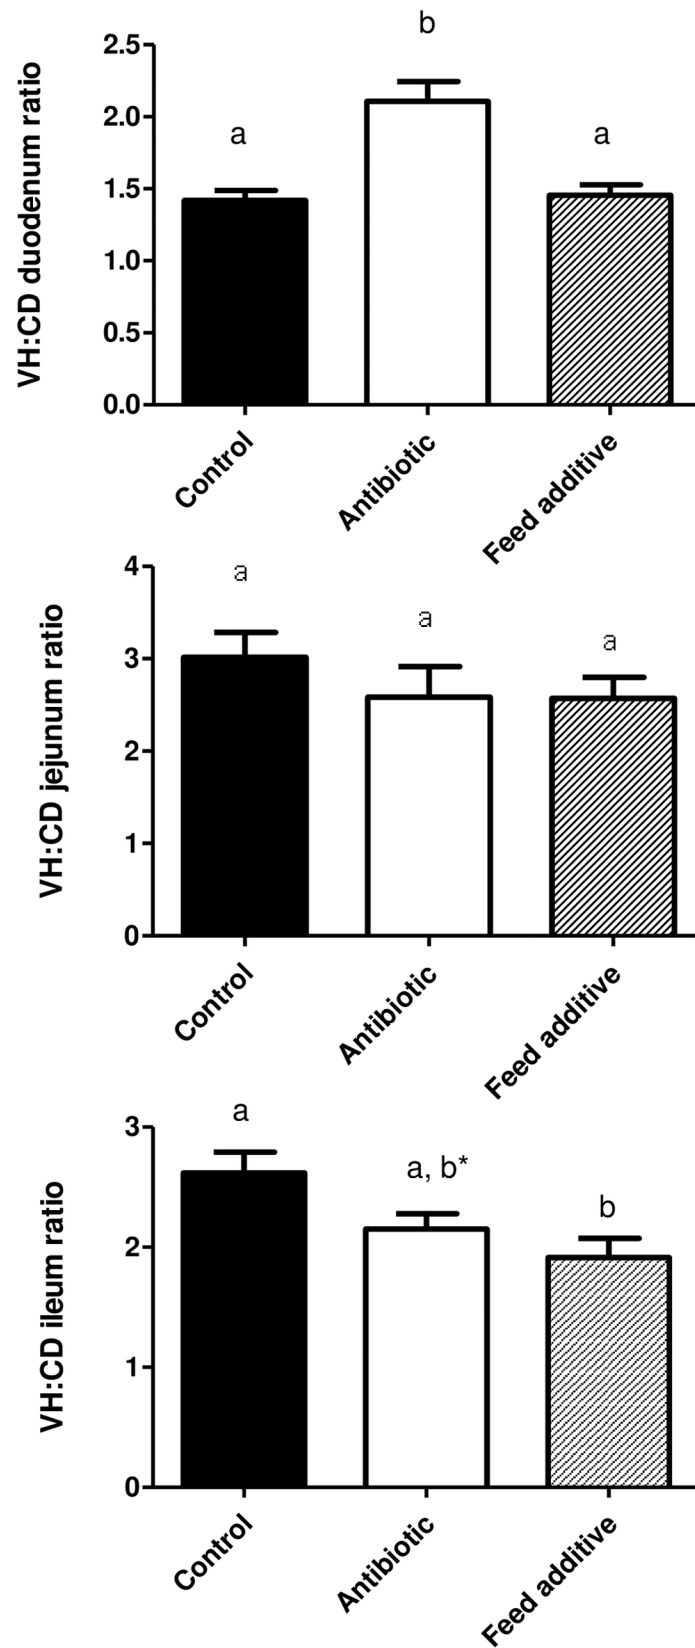 b
2.5
2.0
a
a
1.5
1.0
0.5
0.0
VH:CD duodenum ratio
Control
Antibiotic
Feed additive
4
a
a
a
3
2
1
0
VH:CD jejunum ratio
Control
Antibiotic
Feed additive
a
3
a, b*
b
2
1
0
VH:CD ileum ratio
Control
Antibiotic
Feed additive